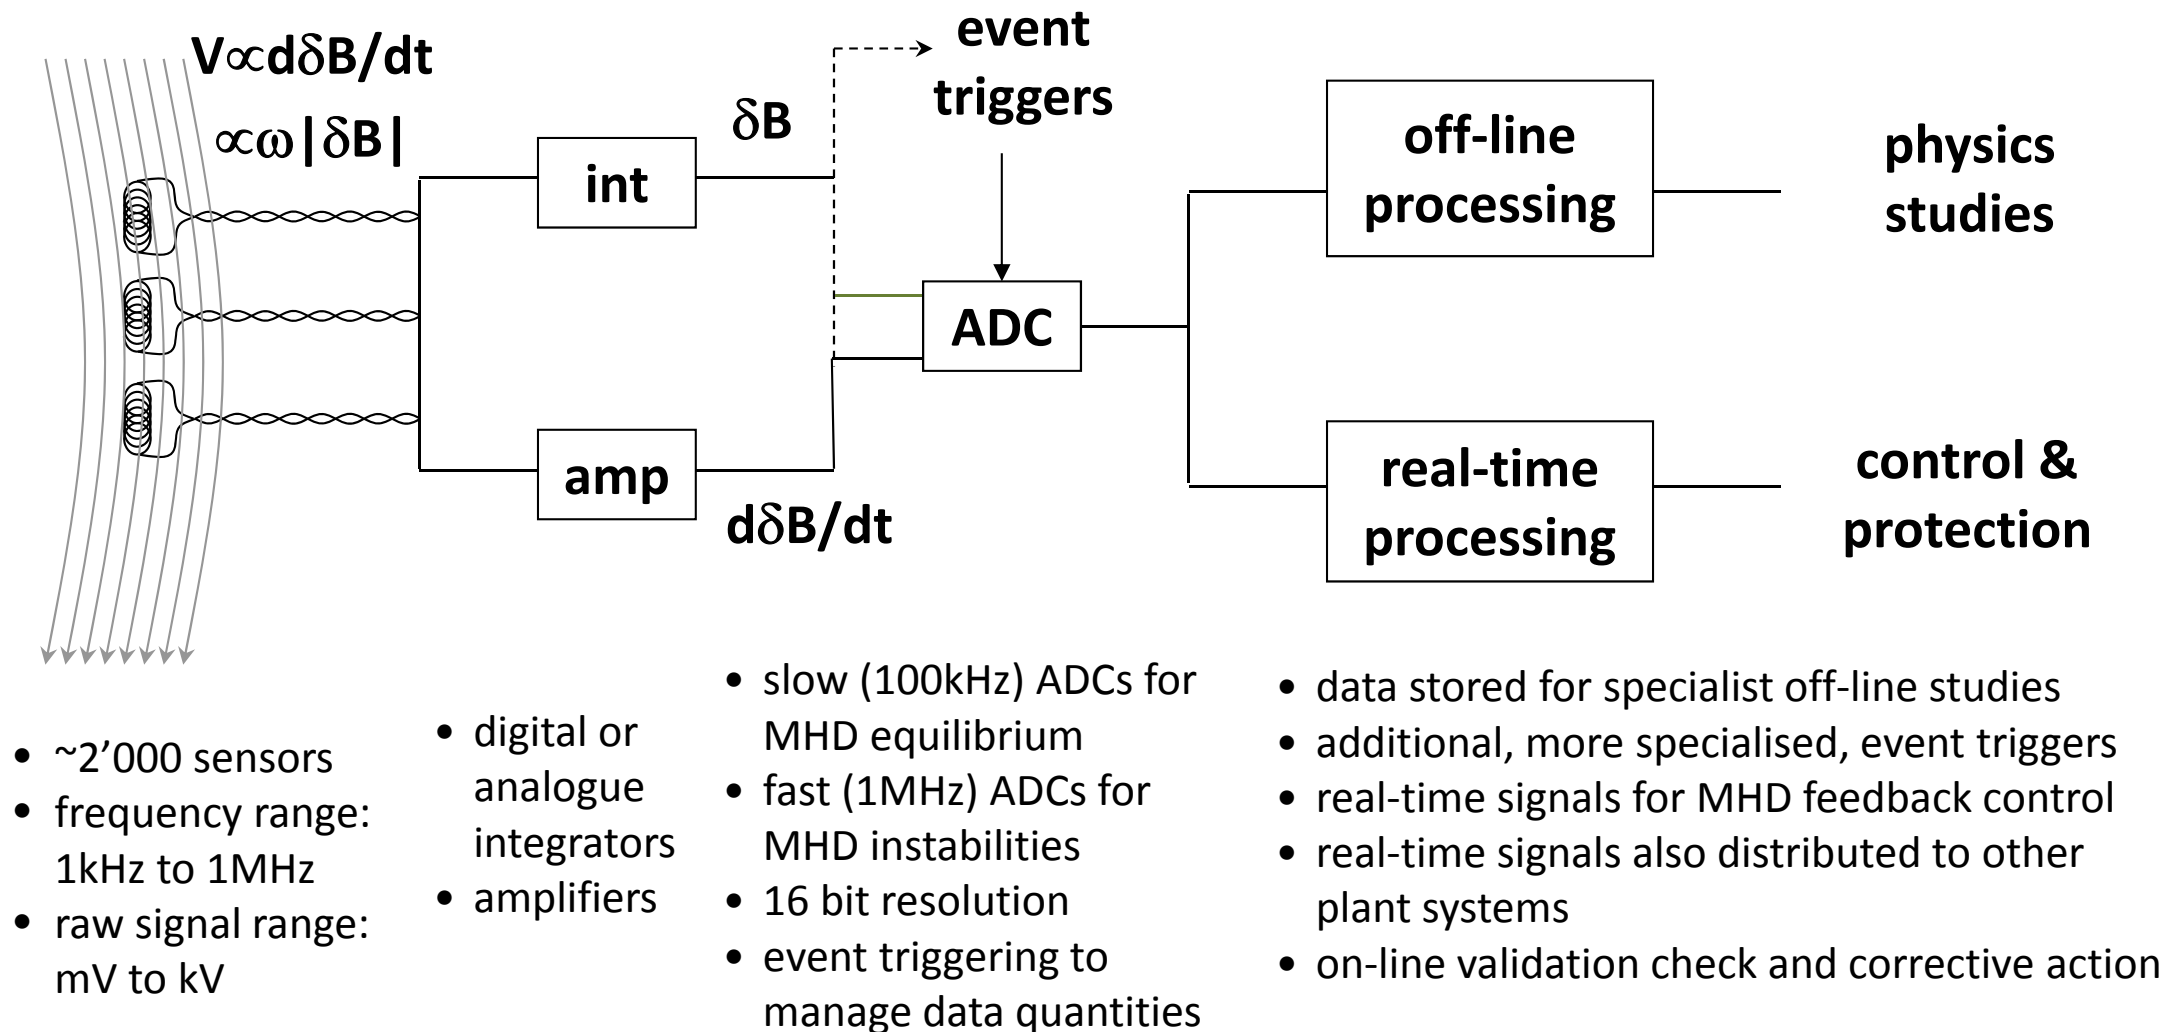 V∝dδB/dt
∝ω|δB|
int
δB
event
triggers
amp
dδB/dt
ADC
off-line
processing
physics
studies
real-time
processing
control &
protection
• ~2’000 sensors
• frequency range:
1kHz to 1MHz
• raw signal range:
mV to kV
• digital or
analogue
integrators
• amplifiers
• slow (100kHz) ADCs for
MHD equilibrium
• fast (1MHz) ADCs for
MHD instabilities
• 16 bit resolution
• event triggering to
manage data quantities
• data stored for specialist off-line studies
• additional, more specialised, event triggers
• real-time signals for MHD feedback control
• real-time signals also distributed to other
plant systems
• on-line validation check and corrective action